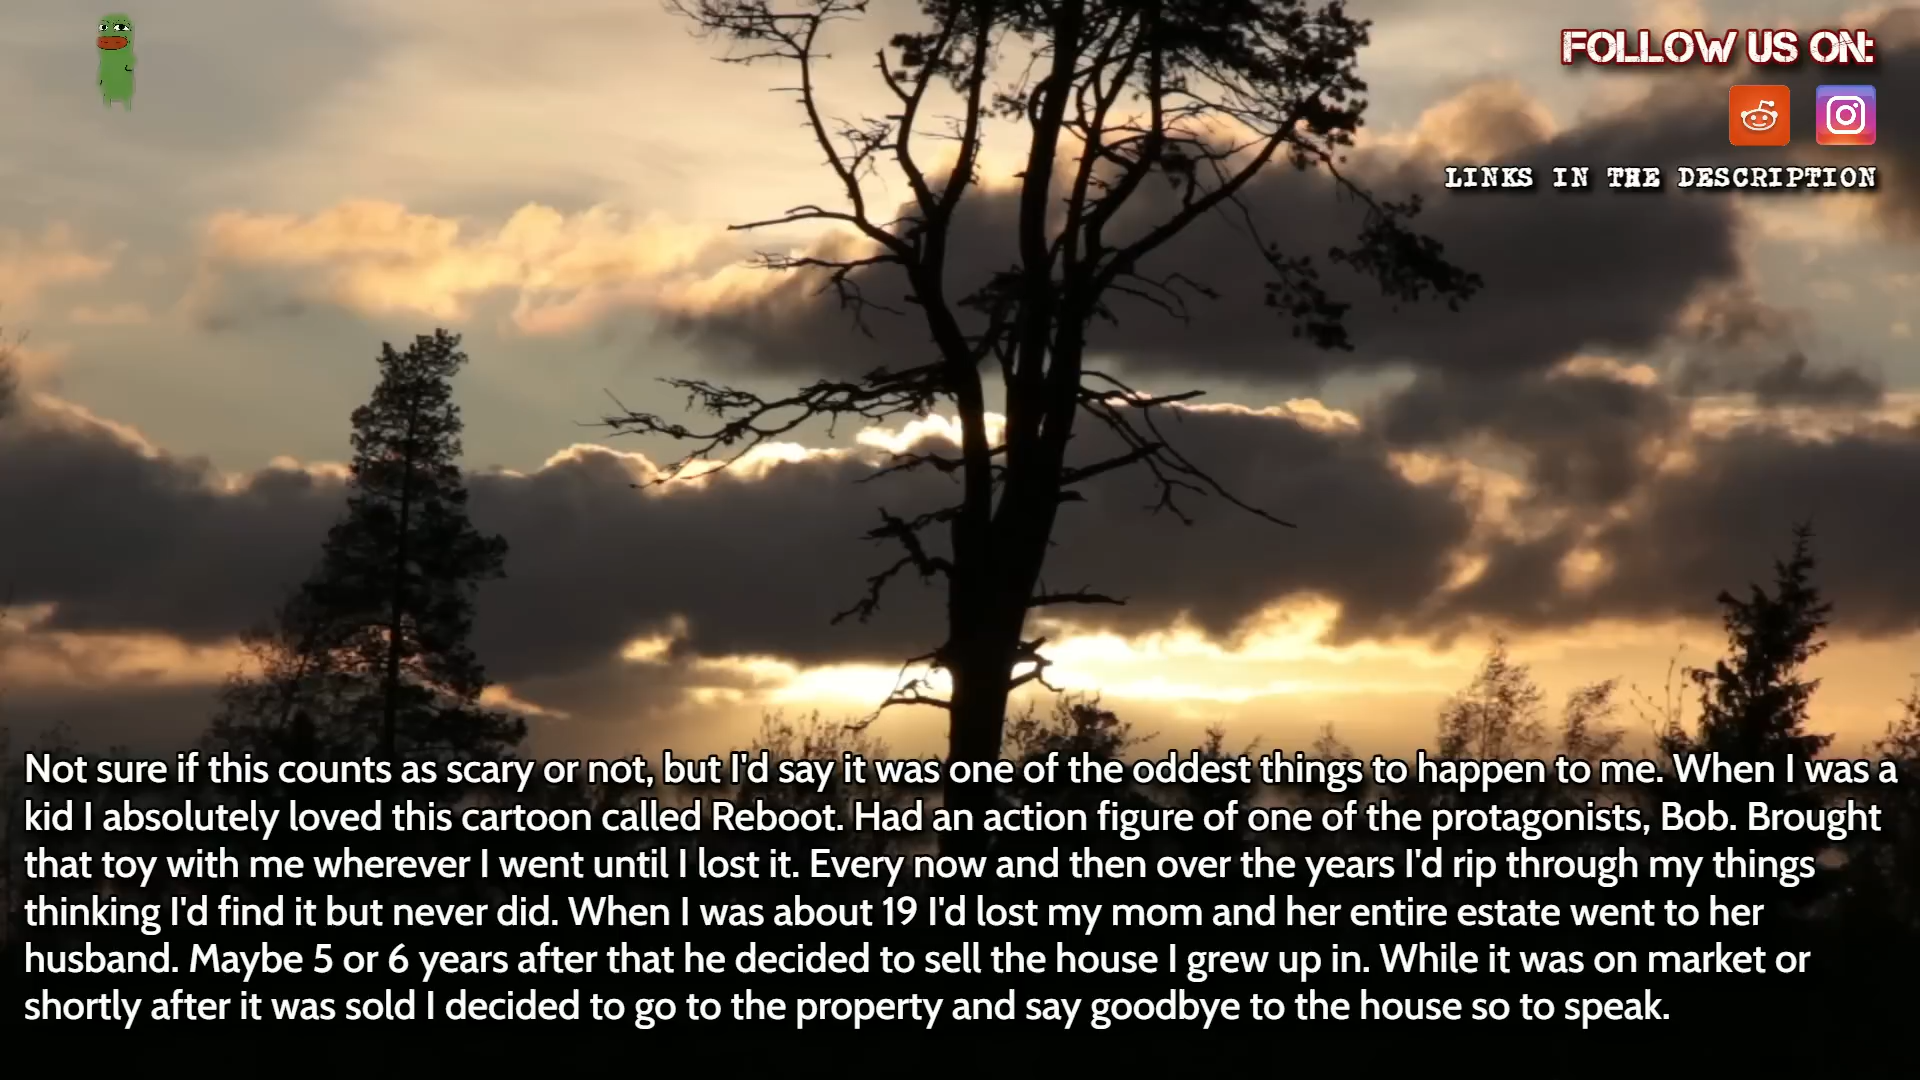 FOLLOW US ON:
LINKS IN THE DESCRIPTION
Not sure if this counts as scary or not, but I'd say it was one of the oddest things to happen to me. When I was a
kid I absolutely loved this cartoon called Reboot. Had an action figure of one of the protagonists, Bob. Brought
that toy with me wherever I went until I lost it. Every now and then over the years I'd rip through my things
thinking I'd find it but never did. When I was about 19 I'd lost my mom and her entire estate went to her
husband. Maybe 5 or 6 years after that he decided to sell the house I grew up in. While it was on market or
shortly after it was sold I decided to go to the property and say goodbye to the house so to speak.